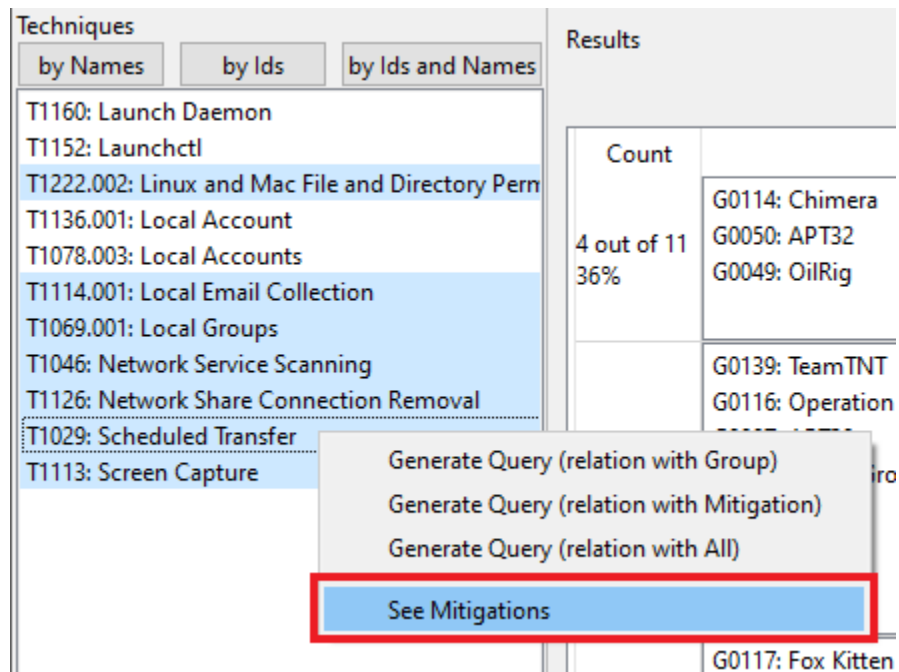 Techniques
by Names
by Ids
by Ids and Names
T1160: Launch Daemon
T1152: Launchctl
T1222.002: Linux and Mac File and Directory Perm
T1136.001: Local Account
T1078.003: Local Accounts
T1114.001: Local Email Collection
T1069.001: Local Groups
T1046: Network Service Scanning
T1126: Network Share Connection Removal
T1029: Scheduled Transfer
T1113: Screen Capture
Generate Query (relation with Group)
Generate Query (relation with Mitigation)
Generate Query (relation with All)
See Mitigations
Results
Count
4 out of 11
36%
G0114: Chimera
G0050: APT32
G0049: OilRig
G0139: TeamTNT
G0116: Operation
G0117: Fox Kitten